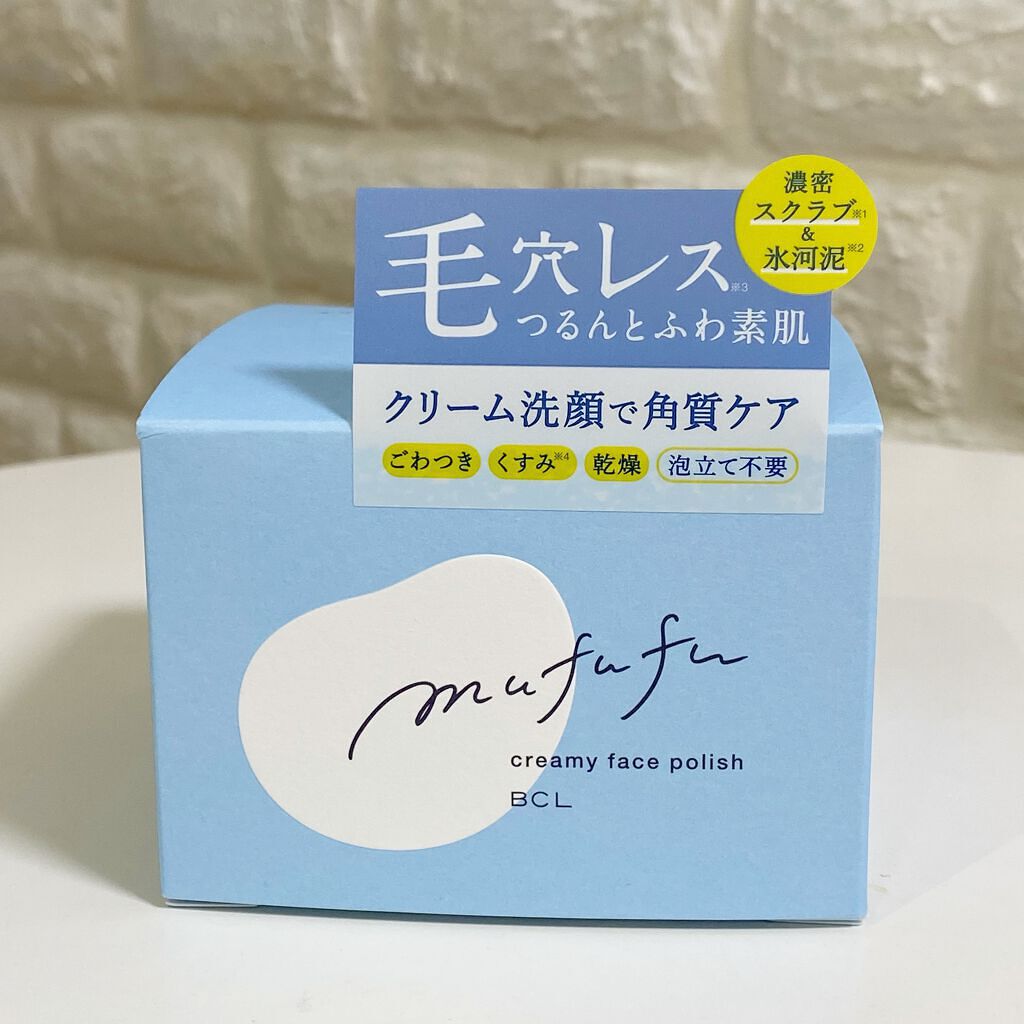 濃密
スクラブ※1
&
氷河泥※2
毛穴レス※3
つるんとふわ素肌
クリーム洗顔で角質ケア
ごわつき くすみ※4 乾燥 泡立て不要
mufufu
creamy face polish
BCL